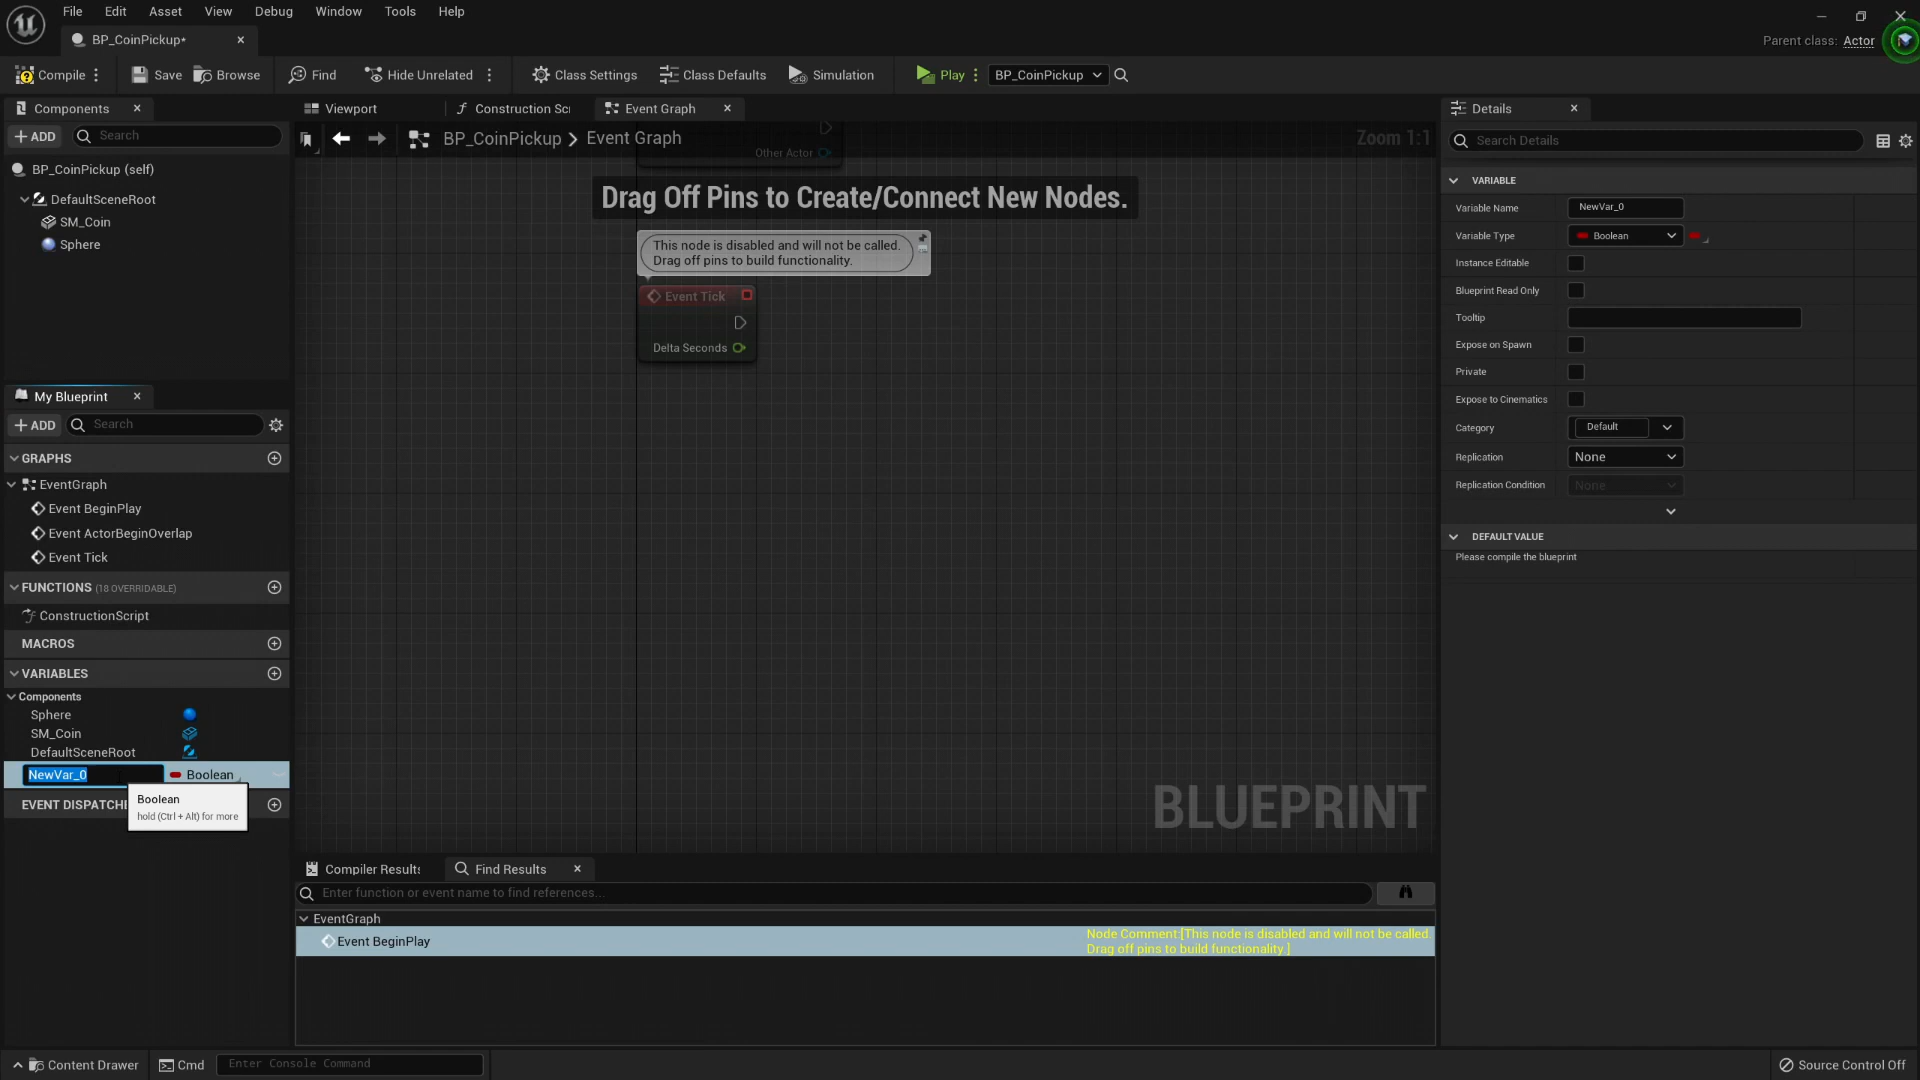 File Edit Asset View Debug Window Tools Help
BP_CoinPickup*
Parent class: Actor
Compile Save Browse Find Hide Unrelated Class Settings Class Defaults Simulation Play BP_CoinPickup
Components
ADD Search
BP_CoinPickup (self)
DefaultSceneRoot
SM_Coin
Sphere
My Blueprint
ADD Search
GRAPHS
EventGraph
Event BeginPlay
Event ActorBeginOverlap
Event Tick
FUNCTIONS (18 OVERRIDABLE)
ConstructionScript
MACROS
VARIABLES
Components
Sphere
SM_Coin
DefaultSceneRoot
NewVar_0 Boolean
EVENT DISPATCHE
Boolean
hold (Ctrl + Alt) for more
Viewport Construction Scr Event Graph
BP_CoinPickup > Event Graph Zoom 1:1
Other Actor
Drag Off Pins to Create/Connect New Nodes.
This node is disabled and will not be called.
Drag off pins to build functionality.
Event Tick
Delta Seconds
BLUEPRINT
Compiler Results Find Results
Enter function or event name to find references...
EventGraph
Event BeginPlay
Node Comment:[This node is disabled and will not be called.
Drag off pins to build functionality.]
Details
Search Details
VARIABLE
Variable Name NewVar_0
Variable Type Boolean
Instance Editable
Blueprint Read Only
Tooltip
Expose on Spawn
Private
Expose to Cinematics
Category Default
Replication None
Replication Condition None
DEFAULT VALUE
Please compile the blueprint
Content Drawer Cmd Enter Console Command Source Control Off